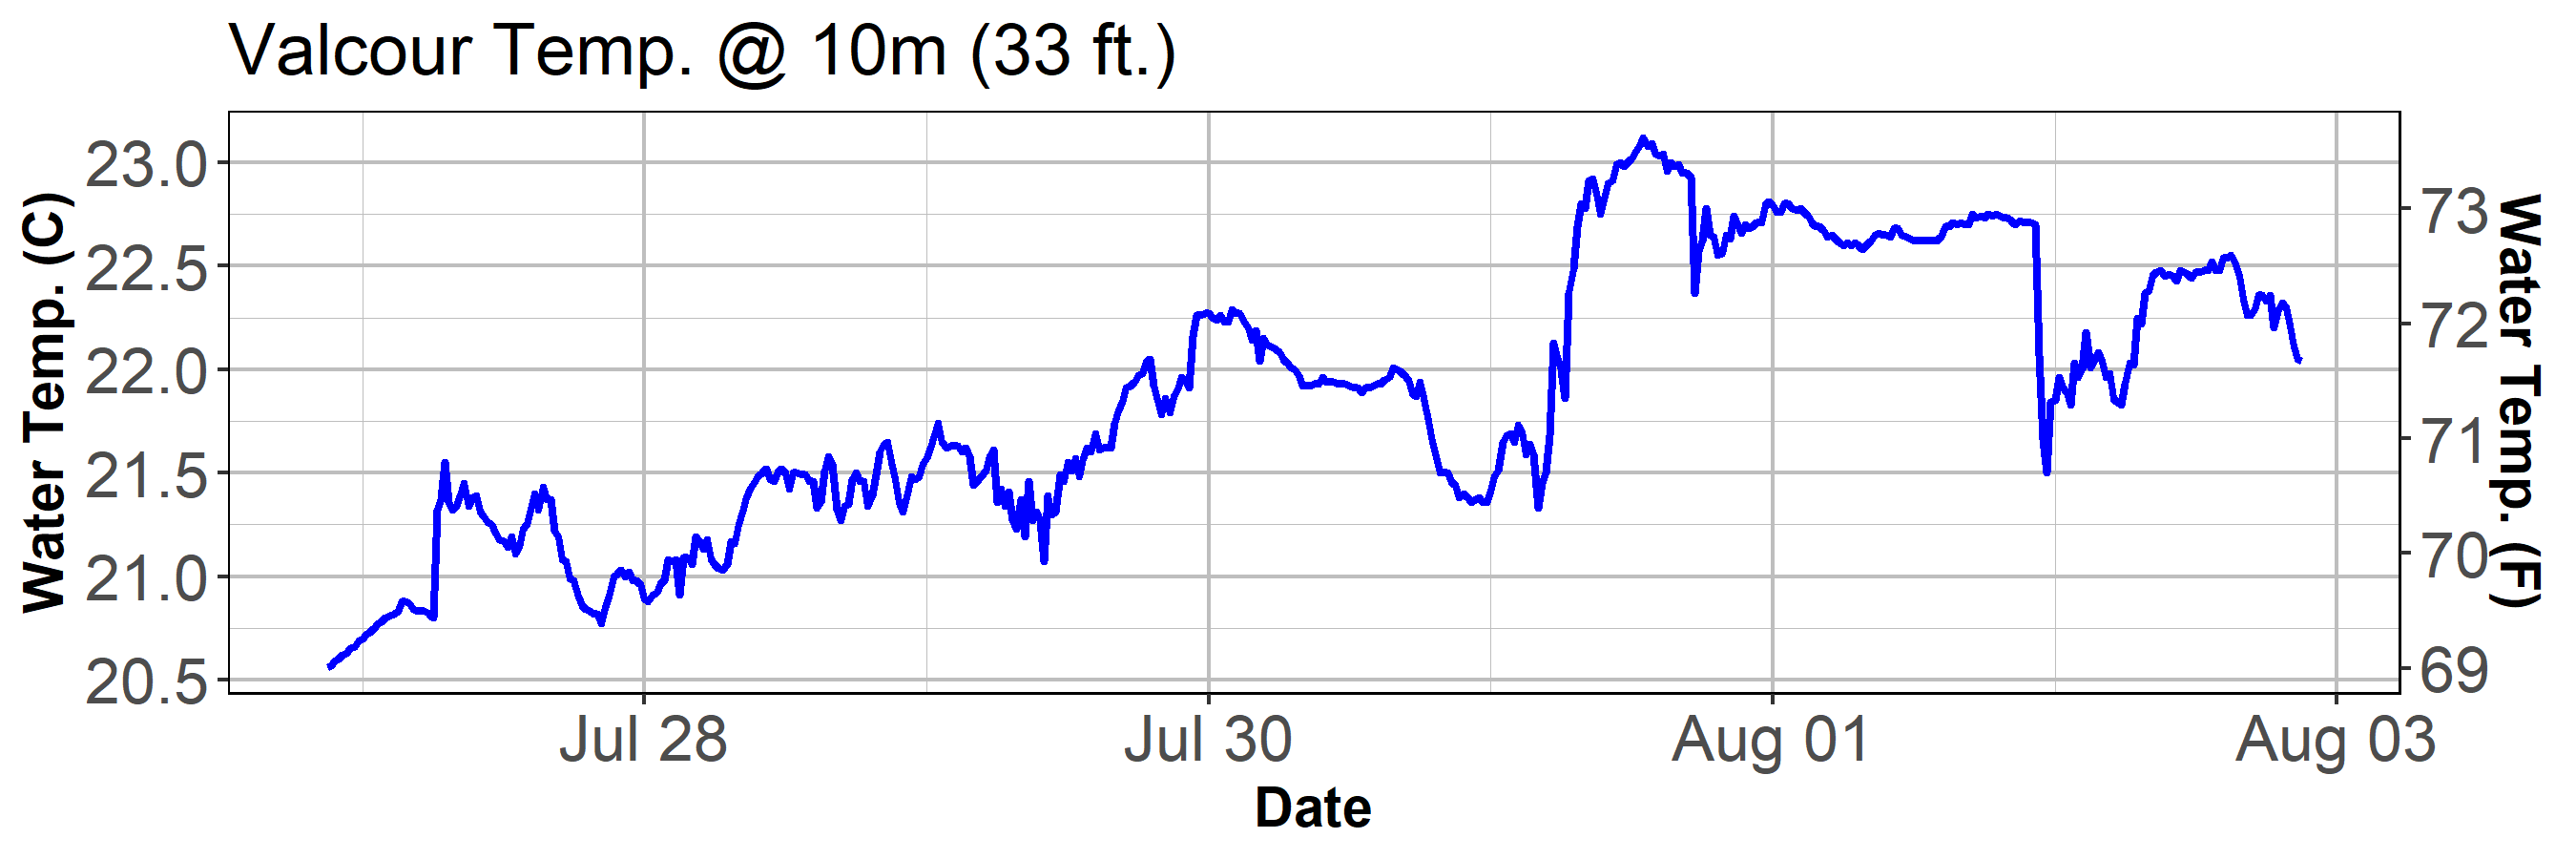 Valcour Temp. @ 10m (33 ft.)
Water Temp. (C)
23.0
22.5
22.0
21.5
21.0
20.5
73
72
71
70
69
Water Temp. (F)
Jul 28
Jul 30
Aug 01
Aug 03
Date